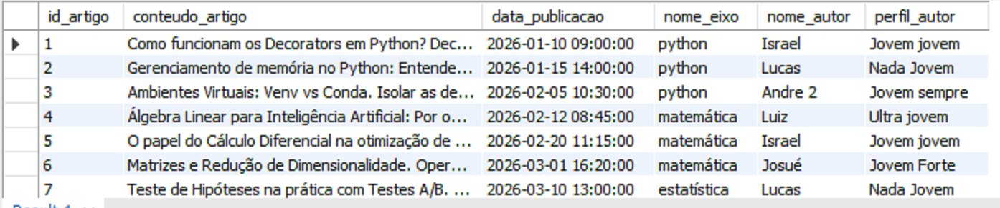 id_artigo conteudo_artigo data_publicacao nome_eixo nome_autor perfil_autor
1 Como funcionam os Decorators em Python? Dec... 2026-01-10 09:00:00 python Israel Jovem jovem
2 Gerenciamento de memória no Python: Entende... 2026-01-15 14:00:00 python Lucas Nada Jovem
3 Ambientes Virtuais: Venv vs Conda. Isolar as de... 2026-02-05 10:30:00 python Andre 2 Jovem sempre
4 Álgebra Linear para Inteligência Artificial: Por o... 2026-02-12 08:45:00 matemática Luiz Ultra jovem
5 O papel do Cálculo Diferencial na otimização de ... 2026-02-20 11:15:00 matemática Israel Jovem jovem
6 Matrizes e Redução de Dimensionalidade. Oper... 2026-03-01 16:20:00 matemática Josué Jovem Forte
7 Teste de Hipóteses na prática com Testes A/B. ... 2026-03-10 13:00:00 estatística Lucas Nada Jovem